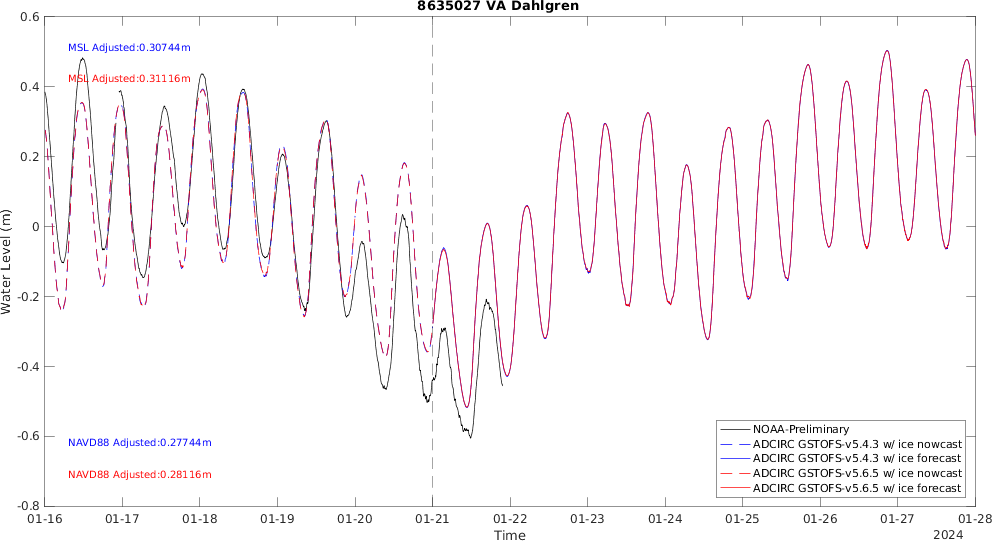 8635027 VA Dahlgren
0.6
0.4
0.2
0
-0.2
-0.4
-0.6
-0.8
Water Level (m)
MSL Adjusted:0.30744m
MSL Adjusted:0.31116m
NAVD88 Adjusted:0.27744m
NAVD88 Adjusted:0.28116m
NOAA-Preliminary
ADCIRC GSTOFS-v5.4.3 w/ ice nowcast
ADCIRC GSTOFS-v5.4.3 w/ ice forecast
ADCIRC GSTOFS-v5.6.5 w/ ice nowcast
ADCIRC GSTOFS-v5.6.5 w/ ice forecast
01-16 01-17 01-18 01-19 01-20 01-21 01-22 01-23 01-24 01-25 01-26 01-27 01-28
Time
2024